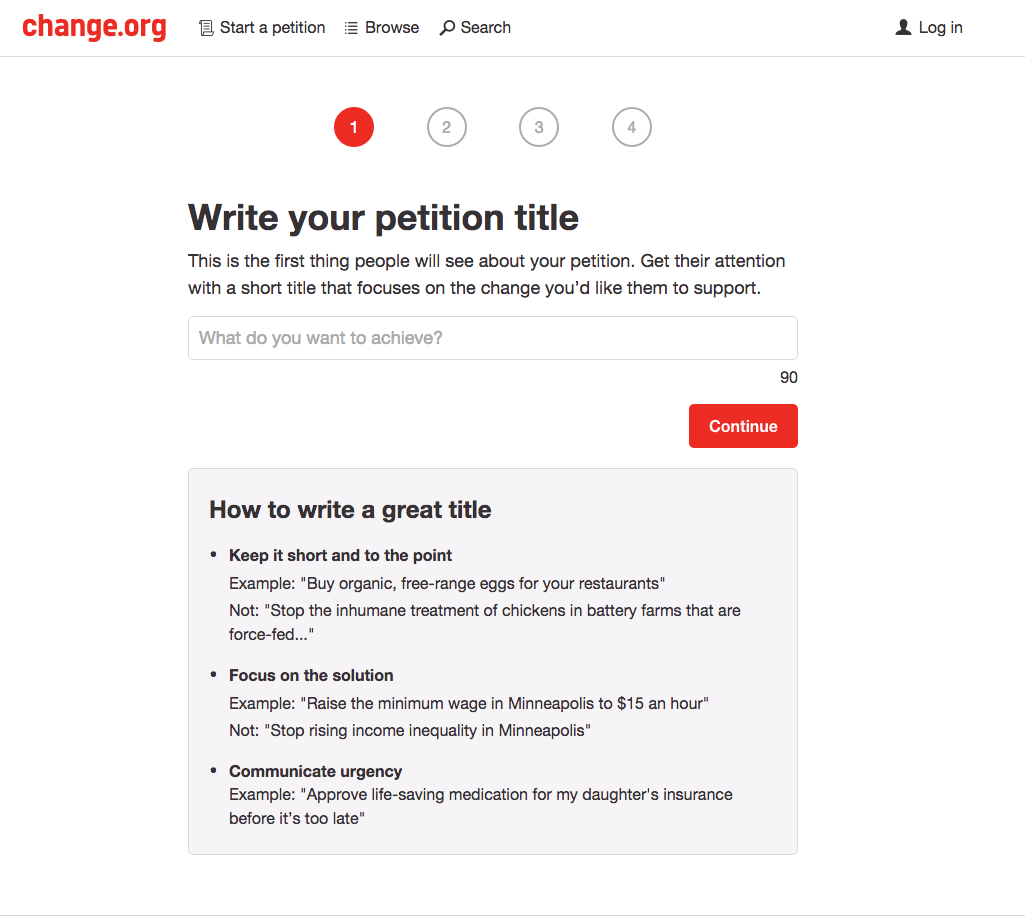 change.org Start a petition Browse Search Log in
1 2 3 4
Write your petition title
This is the first thing people will see about your petition. Get their attention
with a short title that focuses on the change you’d like them to support.
What do you want to achieve?
90
Continue
How to write a great title
• Keep it short and to the point
Example: "Buy organic, free-range eggs for your restaurants"
Not: "Stop the inhumane treatment of chickens in battery farms that are
force-fed..."
• Focus on the solution
Example: "Raise the minimum wage in Minneapolis to $15 an hour"
Not: "Stop rising income inequality in Minneapolis"
• Communicate urgency
Example: "Approve life-saving medication for my daughter's insurance
before it’s too late"